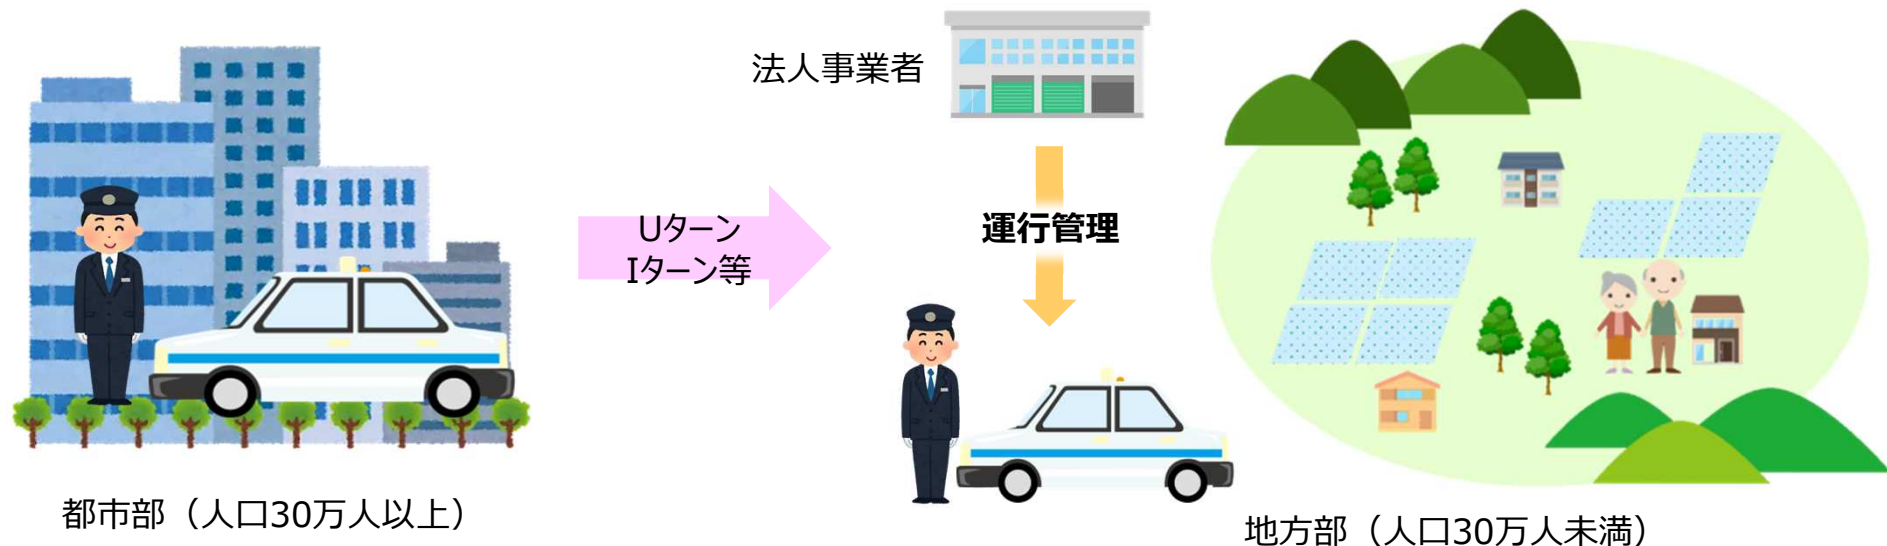 法人事業者
Uターン
Iターン等
運行管理
都市部（人口30万人以上）
地方部（人口30万人未満）